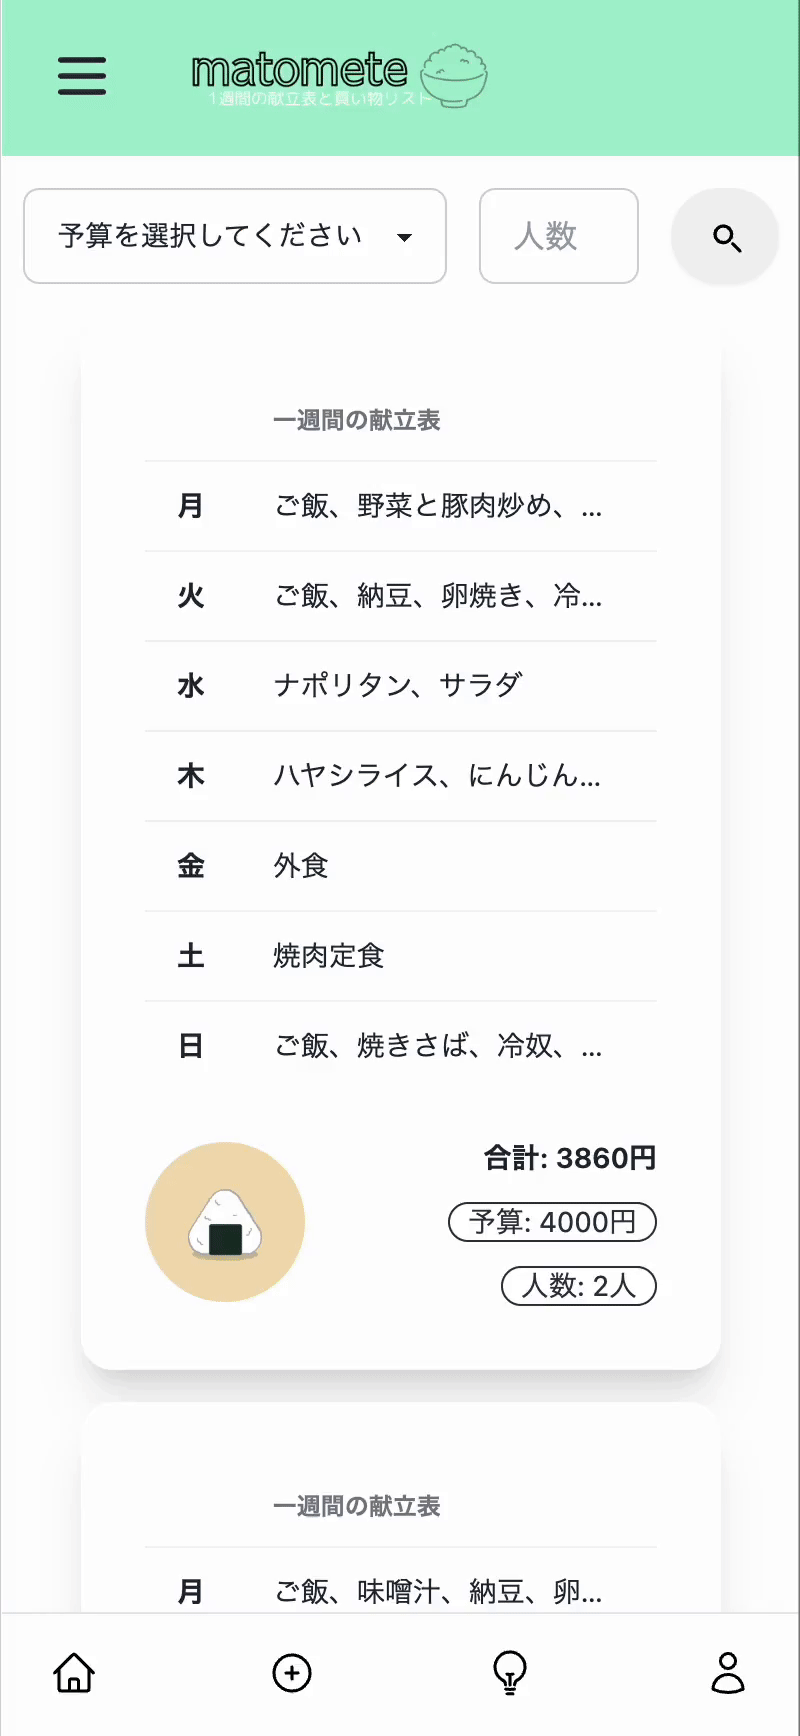 matomete
1週間の献立表と買い物リスト
予算を選択してください
人数
一週間の献立表
月 ご飯、野菜と豚肉炒め、...
火 ご飯、納豆、卵焼き、冷...
水 ナポリタン、サラダ
木 ハヤシライス、にんじん...
金 外食
土 焼肉定食
日 ご飯、焼きさば、冷奴、...
合計: 3860円
予算: 4000円
人数: 2人
一週間の献立表
月 ご飯、味噌汁、納豆、卵...